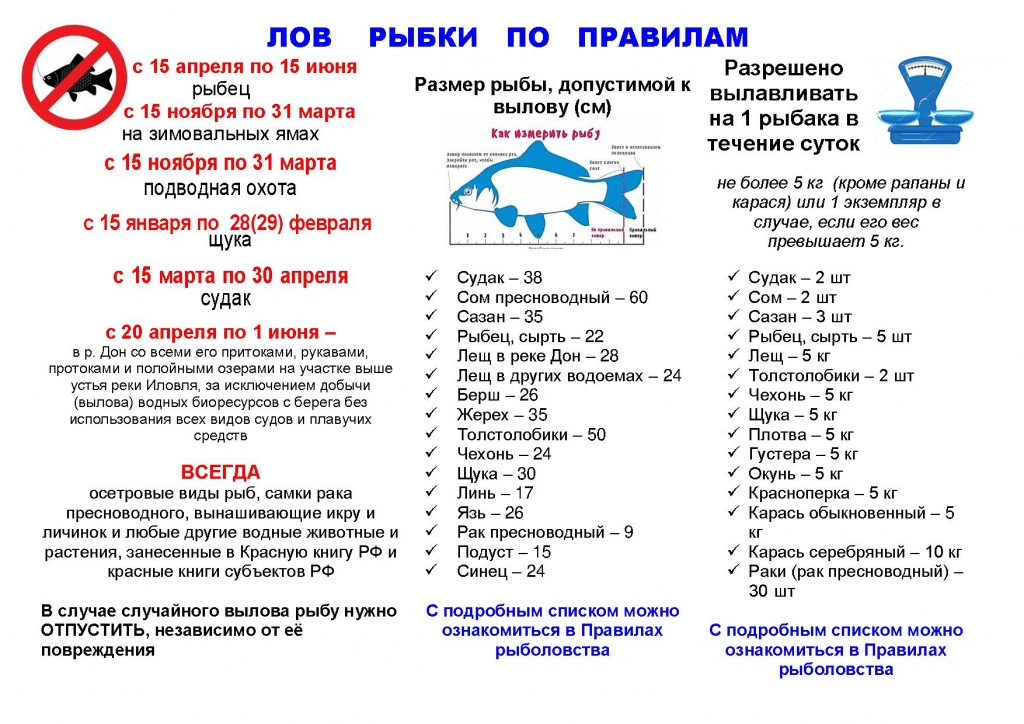 ЛОВ РЫБКИ ПО ПРАВИЛАМ
с 15 апреля по 15 июня
рыбец
с 15 ноября по 31 марта
на зимовальных ямах
с 15 ноября по 31 марта
подводная охота
с 15 января по 28(29) февраля
щука
с 15 марта по 30 апреля
судак
с 20 апреля по 1 июня –
в р. Дон со всеми его притоками, рукавами,
протоками и полойными озерами на участке выше
устья реки Иловля, за исключением добычи
(вылова) водных биоресурсов с берега без
использования всех видов судов и плавучих
средств
ВСЕГДА
осетровые виды рыб, самки рака
пресноводного, вынашивающие икру и
личинок и любые другие водные животные и
растения, занесенные в Красную книгу РФ и
красные книги субъектов РФ
В случае случайного вылова рыбу нужно
ОТПУСТИТЬ, независимо от её
повреждения
Размер рыбы, допустимой к
вылову (см)
Как измерить рыбу
1 2 3 4 5 6 7 8 9 10
✓ Судак – 38
✓ Сом пресноводный – 60
✓ Сазан – 35
✓ Рыбец, сырть – 22
✓ Лещ в реке Дон – 28
✓ Лещ в других водоемах – 24
✓ Берш – 26
✓ Жерех – 35
✓ Толстолобики – 50
✓ Чехонь – 24
✓ Щука – 30
✓ Линь – 17
✓ Язь – 26
✓ Рак пресноводный – 9
✓ Подуст – 15
✓ Синец – 24
С подробным списком можно
ознакомиться в Правилах
рыболовства
Разрешено
вылавливать
на 1 рыбака в
течение суток
не более 5 кг (кроме рапаны и
карася) или 1 экземпляр в
случае, если его вес
превышает 5 кг.
✓ Судак – 2 шт
✓ Сом – 2 шт
✓ Сазан – 3 шт
✓ Рыбец, сырть – 5 шт
✓ Лещ – 5 кг
✓ Толстолобики – 2 шт
✓ Чехонь – 5 кг
✓ Щука – 5 кг
✓ Плотва – 5 кг
✓ Густера – 5 кг
✓ Окунь – 5 кг
✓ Красноперка – 5 кг
✓ Карась обыкновенный – 5
кг
✓ Карась серебряный – 10 кг
✓ Раки (рак пресноводный) –
30 шт
С подробным списком можно
ознакомиться в Правилах
рыболовства